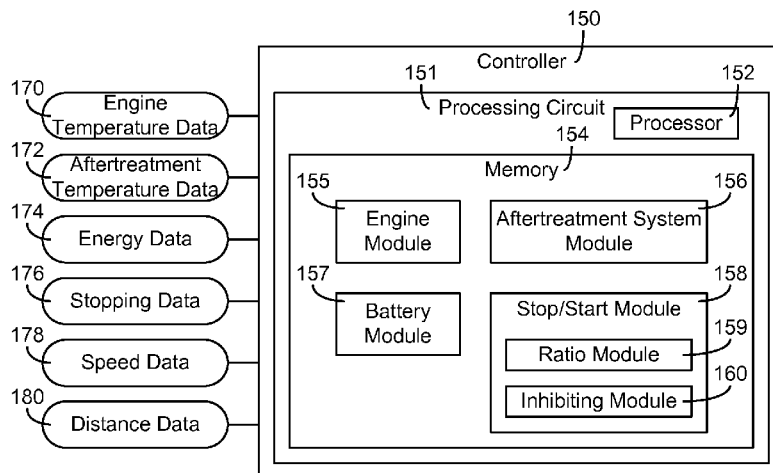 150
Controller
151
152
Processing Circuit
Processor
154
Memory
170
Engine
Temperature Data
172
Aftertreatment
Temperature Data
174
Energy Data
176
Stopping Data
178
Speed Data
180
Distance Data
155
Engine
Module
156
Aftertreatment System
Module
157
Battery
Module
158
Stop/Start Module
159
Ratio Module
160
Inhibiting Module